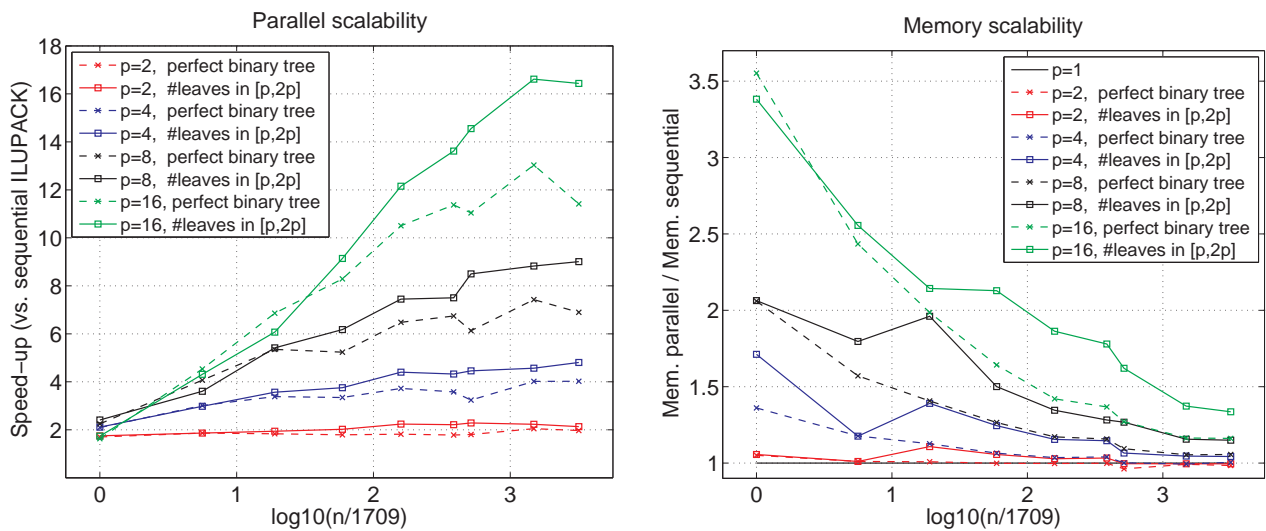 Parallel scalability
18
16
14
12
10
8
6
4
2
Speed-up (vs. sequential ILUPACK)
p=2, perfect binary tree
p=2, #leaves in [p,2p]
p=4, perfect binary tree
p=4, #leaves in [p,2p]
p=8, perfect binary tree
p=8, #leaves in [p,2p]
p=16, perfect binary tree
p=16, #leaves in [p,2p]
0 1 2 3
log10(n/1709)
Memory scalability
3.5
3
2.5
2
1.5
1
Mem. parallel / Mem. sequential
p=1
p=2, perfect binary tree
p=2, #leaves in [p,2p]
p=4, perfect binary tree
p=4, #leaves in [p,2p]
p=8, perfect binary tree
p=8, #leaves in [p,2p]
p=16, perfect binary tree
p=16, #leaves in [p,2p]
0 1 2 3
log10(n/1709)